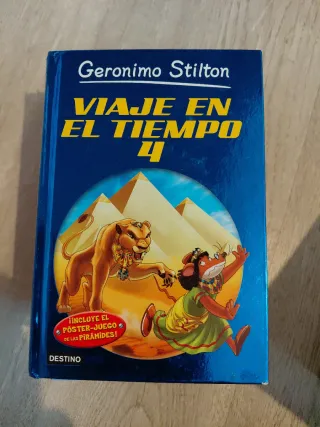 Geronimo Stilton
VIAJE EN
EL TIEMPO
4
¡INCLUYE EL
PÓSTER-JUEGO
DE LAS PIRÁMIDES!
DESTINO